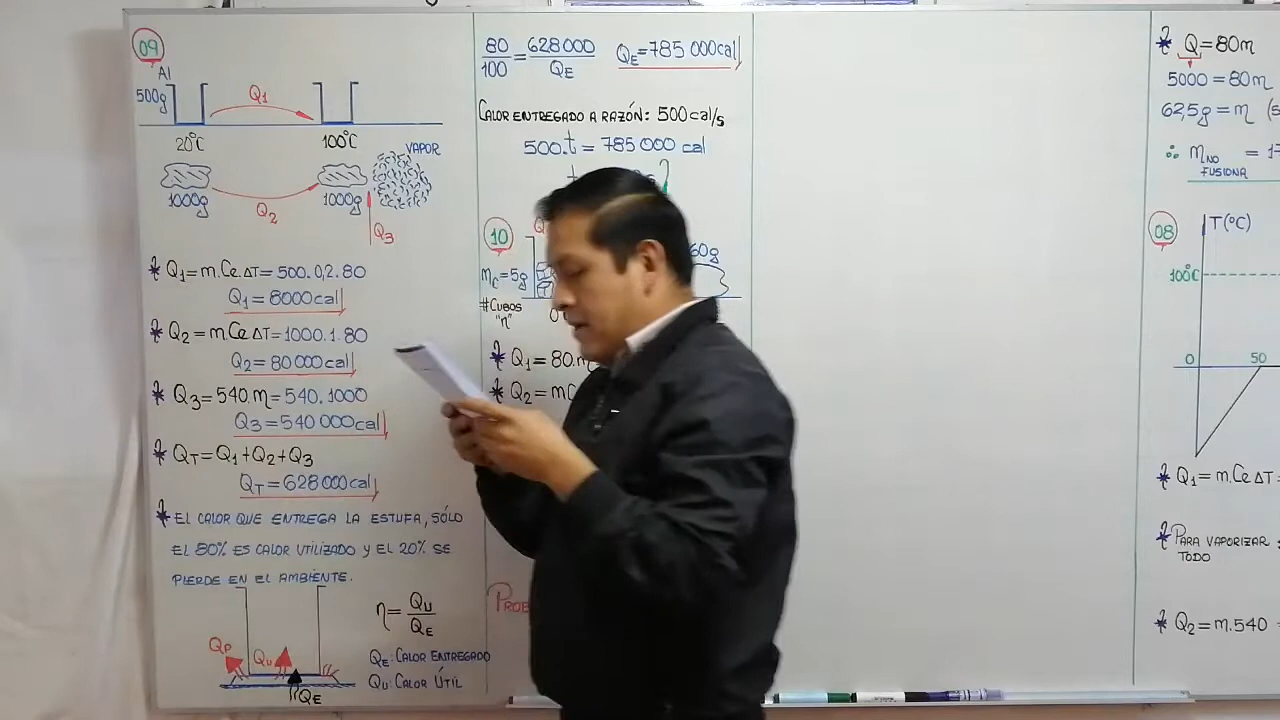 09
Al
500g
Q₁
20°C
100°C
VAPOR
1000g
1000g
Q₂
Q₃
* Q₁=m.Ce ΔT=500.0,2.80
Q₁=8000cal
* Q₂=m.Ce ΔT=1000.1.80
Q₂=80 000 cal
* Q₃=540.m=540.1000
Q₃=540 000cal
* QT=Q₁+Q₂+Q₃
QT=628 000 cal
* EL CALOR QUE ENTREGA LA ESTUFA, SÓLO
EL 80% ES CALOR UTILIZADO Y EL 20% SE
PIERDE EN EL AMBIENTE.
η=QU/QE
QP
QU
QE
QE: CALOR ENTREGADO
QU: CALOR ÚTIL
80/100=628 000/QE QE=785 000cal
CALOR ENTREGADO A RAZÓN: 500 cal/s
500.t = 785 000 cal
10
60g
mc=5g
#CUBOS
"n"
* Q₁=80.m
* Q₂=mC
* Q=80m
5000=80m
62,5g=m
∴ mNO FUSIONA = 1
08
T(°C)
100°C
0
50
* Q₁=m.Ce ΔT
* PARA VAPORIZAR
TODO
* Q₂=m.540